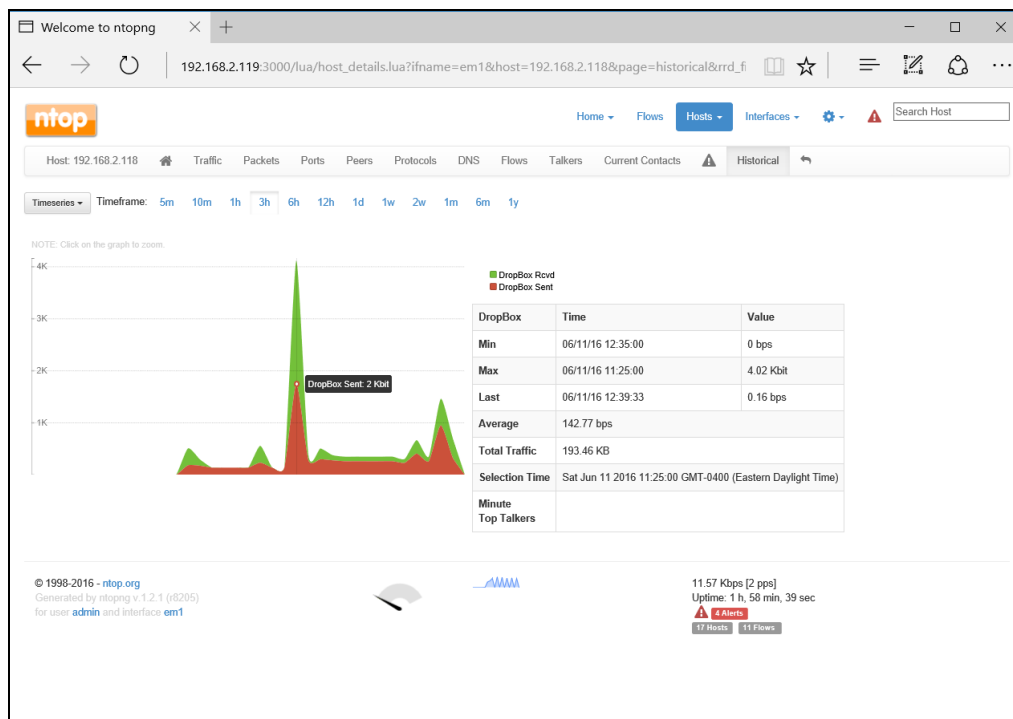 Welcome to ntopng
192.168.2.119:3000/lua/host_details.lua?ifname=em1&host=192.168.2.118&page=historical&rrd_fi
ntop
Home Flows Hosts Interfaces Search Host
Host: 192.168.2.118 Traffic Packets Ports Peers Protocols DNS Flows Talkers Current Contacts Historical
Timeseries Timeframe: 5m 10m 1h 3h 6h 12h 1d 1w 2w 1m 6m 1y
NOTE: Click on the graph to zoom.
4K
3K
2K
1K
DropBox Sent: 2 Kbit
DropBox Rcvd
DropBox Sent
DropBox Time Value
Min 06/11/16 12:35:00 0 bps
Max 06/11/16 11:25:00 4.02 Kbit
Last 06/11/16 12:39:33 0.16 bps
Average 142.77 bps
Total Traffic 193.46 KB
Selection Time Sat Jun 11 2016 11:25:00 GMT-0400 (Eastern Daylight Time)
Minute
Top Talkers
© 1998-2016 - ntop.org
Generated by ntopng v.1.2.1 (r8205)
for user admin and interface em1
11.57 Kbps [2 pps]
Uptime: 1 h, 58 min, 39 sec
4 Alerts
17 Hosts 11 Flows